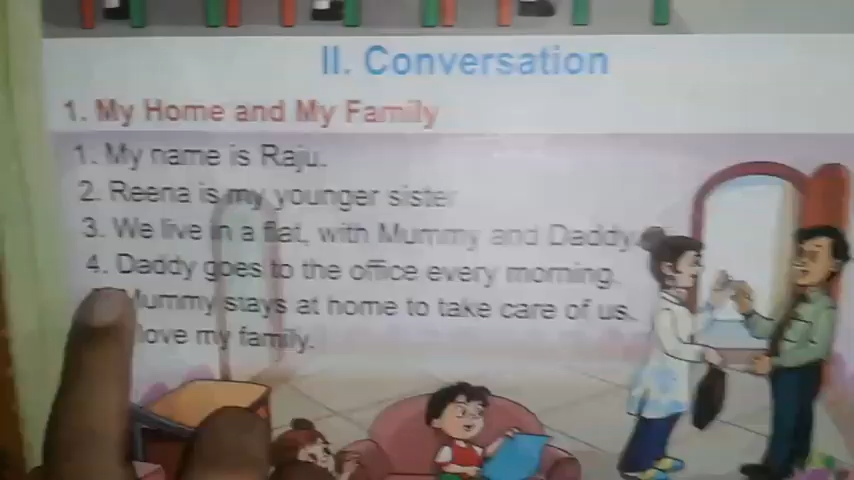 II. Conversation
1. My Home and My Family
1. My name is Raju.
2. Reena is my younger sister
3. We live in a flat, with Mummy and Daddy
4. Daddy goes to the office every morning.
Mummy stays at home to take care of us.
love my family.